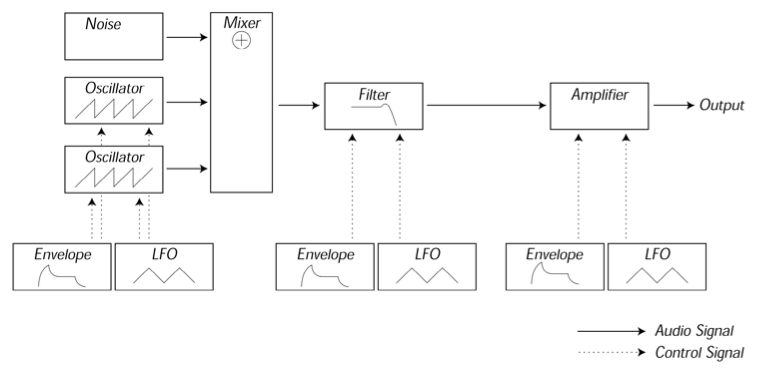 Noise
Mixer
Oscillator
Filter
Amplifier
Output
Oscillator
Envelope
LFO
Envelope
LFO
Envelope
LFO
Audio Signal
Control Signal